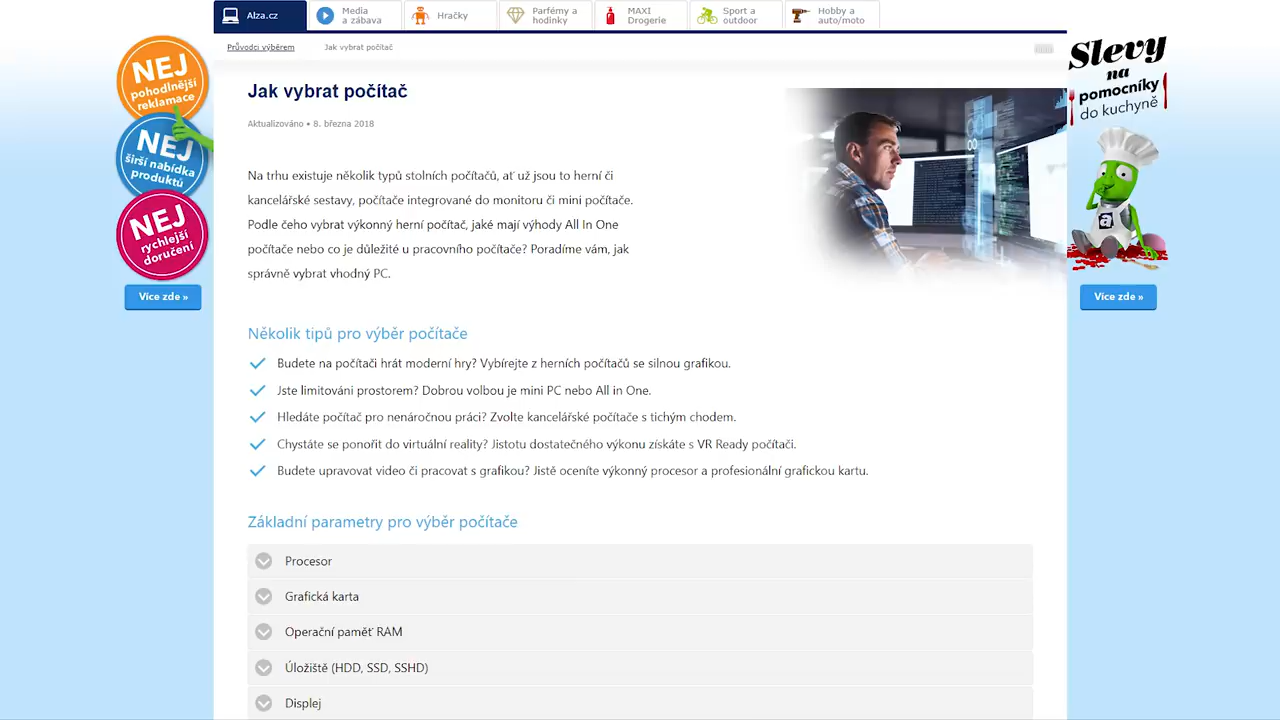 Alza.cz
Media
a zábava
Hračky
Parfémy a
hodinky
MAXI
Drogerie
Sport a
outdoor
Hobby a
auto/moto
Průvodci výběrem
Jak vybrat počítač
NEJ
pohodlnější
reklamace
NEJ
širší nabídka
produktů
NEJ
rychlejší
doručení
Více zde »
Slevy
na
pomocníky
do kuchyně
Více zde »
Jak vybrat počítač
Aktualizováno • 8. března 2018
Na trhu existuje několik typů stolních počítačů, ať už jsou to herní či
kancelářské sestavy, počítače integrované do monitoru či mini počítače.
Podle čeho vybrat výkonný herní počítač, jaké mají výhody All In One
počítače nebo co je důležité u pracovního počítače? Poradíme vám, jak
správně vybrat vhodný PC.
Několik tipů pro výběr počítače
Budete na počítači hrát moderní hry? Vybírejte z herních počítačů se silnou grafikou.
Jste limitováni prostorem? Dobrou volbou je mini PC nebo All in One.
Hledáte počítač pro nenáročnou práci? Zvolte kancelářské počítače s tichým chodem.
Chystáte se ponořit do virtuální reality? Jistotu dostatečného výkonu získáte s VR Ready počítači.
Budete upravovat video či pracovat s grafikou? Jistě oceníte výkonný procesor a profesionální grafickou kartu.
Základní parametry pro výběr počítače
Procesor
Grafická karta
Operační paměť RAM
Úložiště (HDD, SSD, SSHD)
Displej